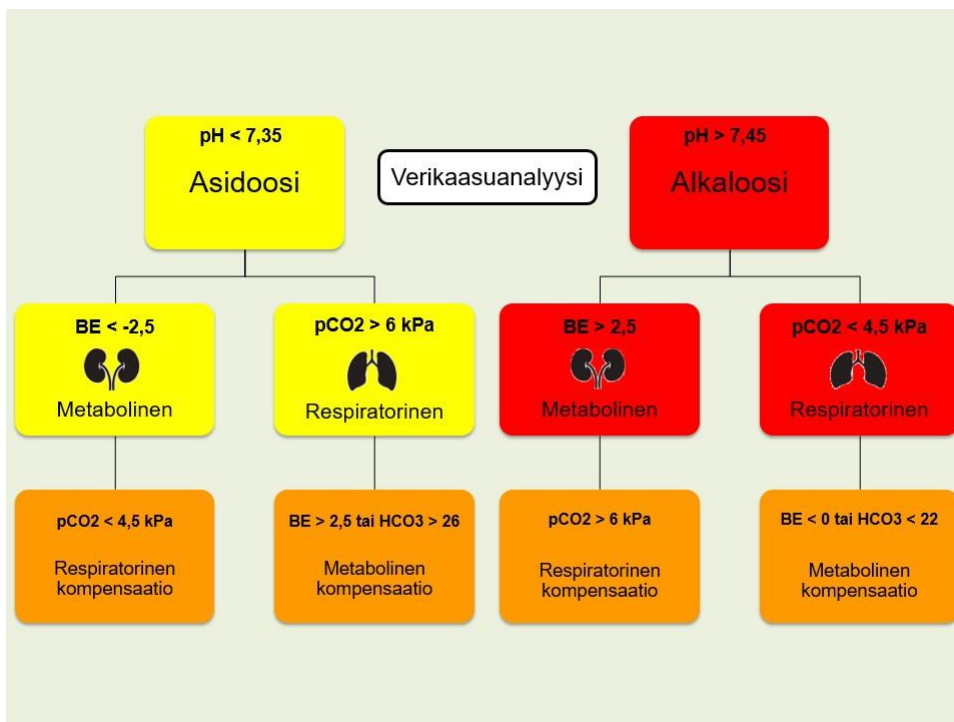 pH < 7,35
Asidoosi
Verikaasuanalyysi
pH > 7,45
Alkaloosi
BE < -2,5
Metabolinen
pCO2 > 6 kPa
Respiratorinen
BE > 2,5
Metabolinen
pCO2 < 4,5 kPa
Respiratorinen
pCO2 < 4,5 kPa
Respiratorinen
kompensaatio
BE > 2,5 tai HCO3 > 26
Metabolinen
kompensaatio
pCO2 > 6 kPa
Respiratorinen
kompensaatio
BE < 0 tai HCO3 < 22
Metabolinen
kompensaatio